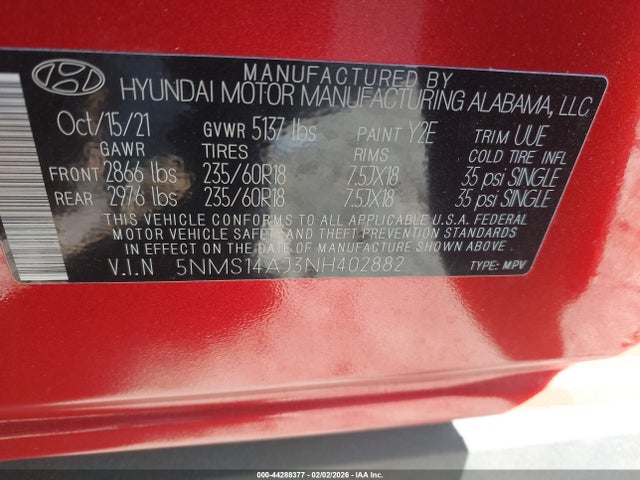 MANUFACTURED BY
HYUNDAI MOTOR MANUFACTURING ALABAMA, LLC
Oct/15/21 GVWR 5137 lbs PAINT Y2E TRIM UUE
GAWR TIRES RIMS COLD TIRE INFL
FRONT 2866 lbs 235/60R18 7.5JX18 35 psi SINGLE
REAR 2976 lbs 235/60R18 7.5JX18 35 psi SINGLE
THIS VEHICLE CONFORMS TO ALL APPLICABLE U.S.A. FEDERAL
MOTOR VEHICLE SAFETY AND THEFT PREVENTION STANDARDS
IN EFFECT ON THE DATE OF MANUFACTURE SHOWN ABOVE.
V.I.N 5NMS14AJ3NH402882 TYPE: MPV
000-44288377 - 02/02/2026 - IAA Inc.